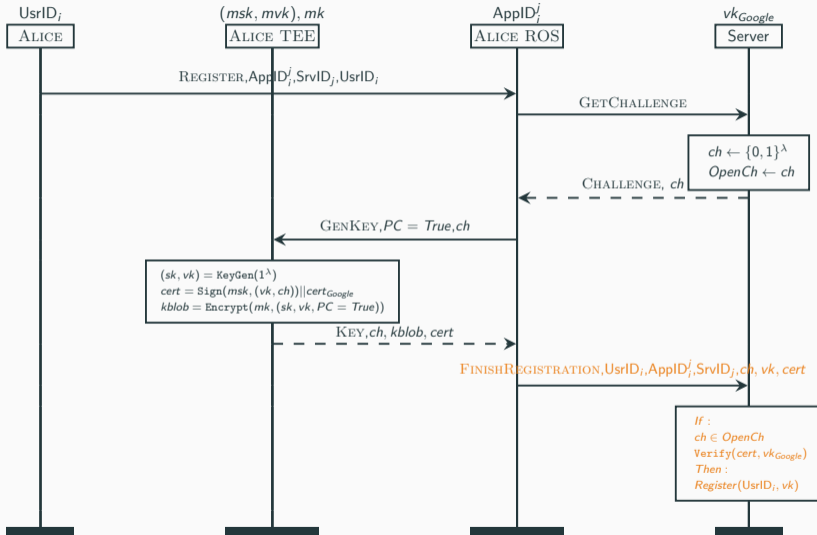 UsrID_i
(msk, mvk), mk
AppID_i^j
vk_Google
ALICE
ALICE TEE
ALICE ROS
Server
REGISTER,AppID_i^j,SrvID_j,UsrID_i
GETCHALLENGE
ch ← {0, 1}^λ
OpenCh ← ch
CHALLENGE, ch
GENKEY,PC = True,ch
(sk, vk) = KeyGen(1^λ)
cert = Sign(msk, (vk, ch))||cert_Google
kblob = Encrypt(mk, (sk, vk, PC = True))
KEY,ch, kblob, cert
FINISHREGISTRATION,UsrID_i,AppID_i^j,SrvID_j,ch, vk, cert
If :
ch ∈ OpenCh
Verify(cert, vk_Google)
Then :
Register(UsrID_i, vk)